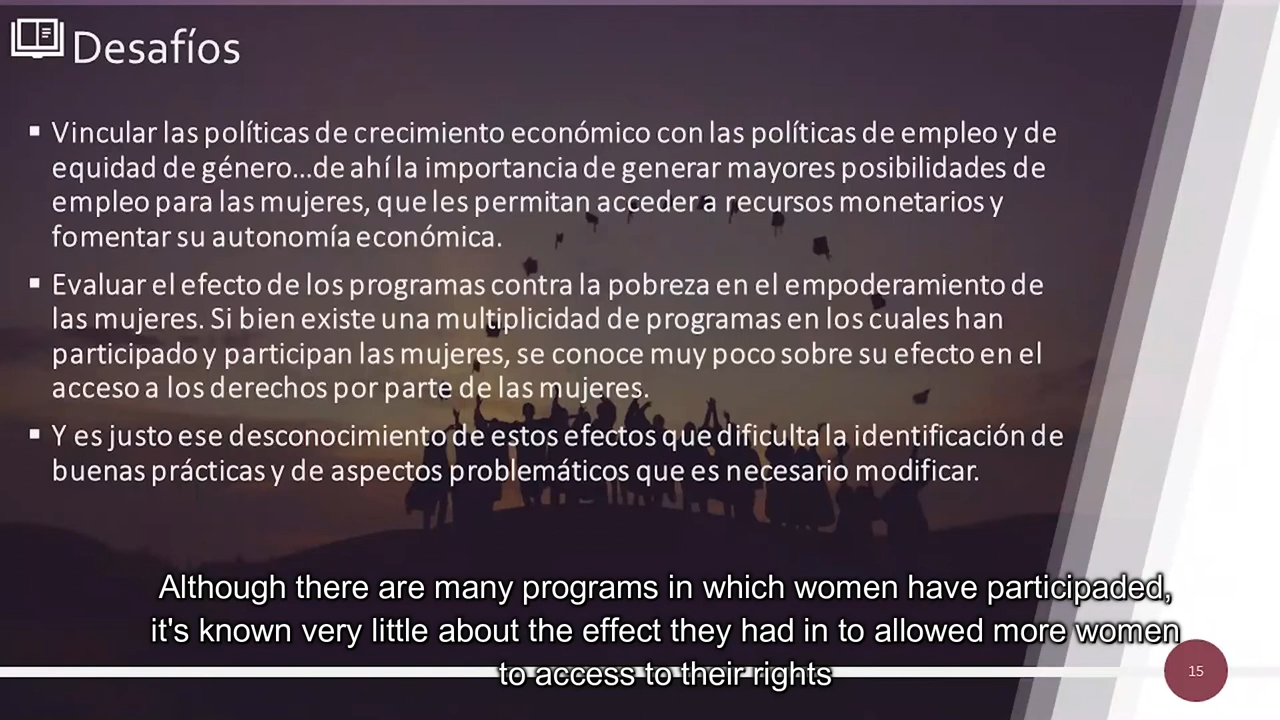 Desafíos
▪ Vincular las políticas de crecimiento económico con las políticas de empleo y de
equidad de género...de ahí la importancia de generar mayores posibilidades de
empleo para las mujeres, que les permitan acceder a recursos monetarios y
fomentar su autonomía económica.
▪ Evaluar el efecto de los programas contra la pobreza en el empoderamiento de
las mujeres. Si bien existe una multiplicidad de programas en los cuales han
participado y participan las mujeres, se conoce muy poco sobre su efecto en el
acceso a los derechos por parte de las mujeres.
▪ Y es justo ese desconocimiento de estos efectos que dificulta la identificación de
buenas prácticas y de aspectos problemáticos que es necesario modificar.
Although there are many programs in which women have participaded,
it's known very little about the effect they had in to allowed more women
to access to their rights
15